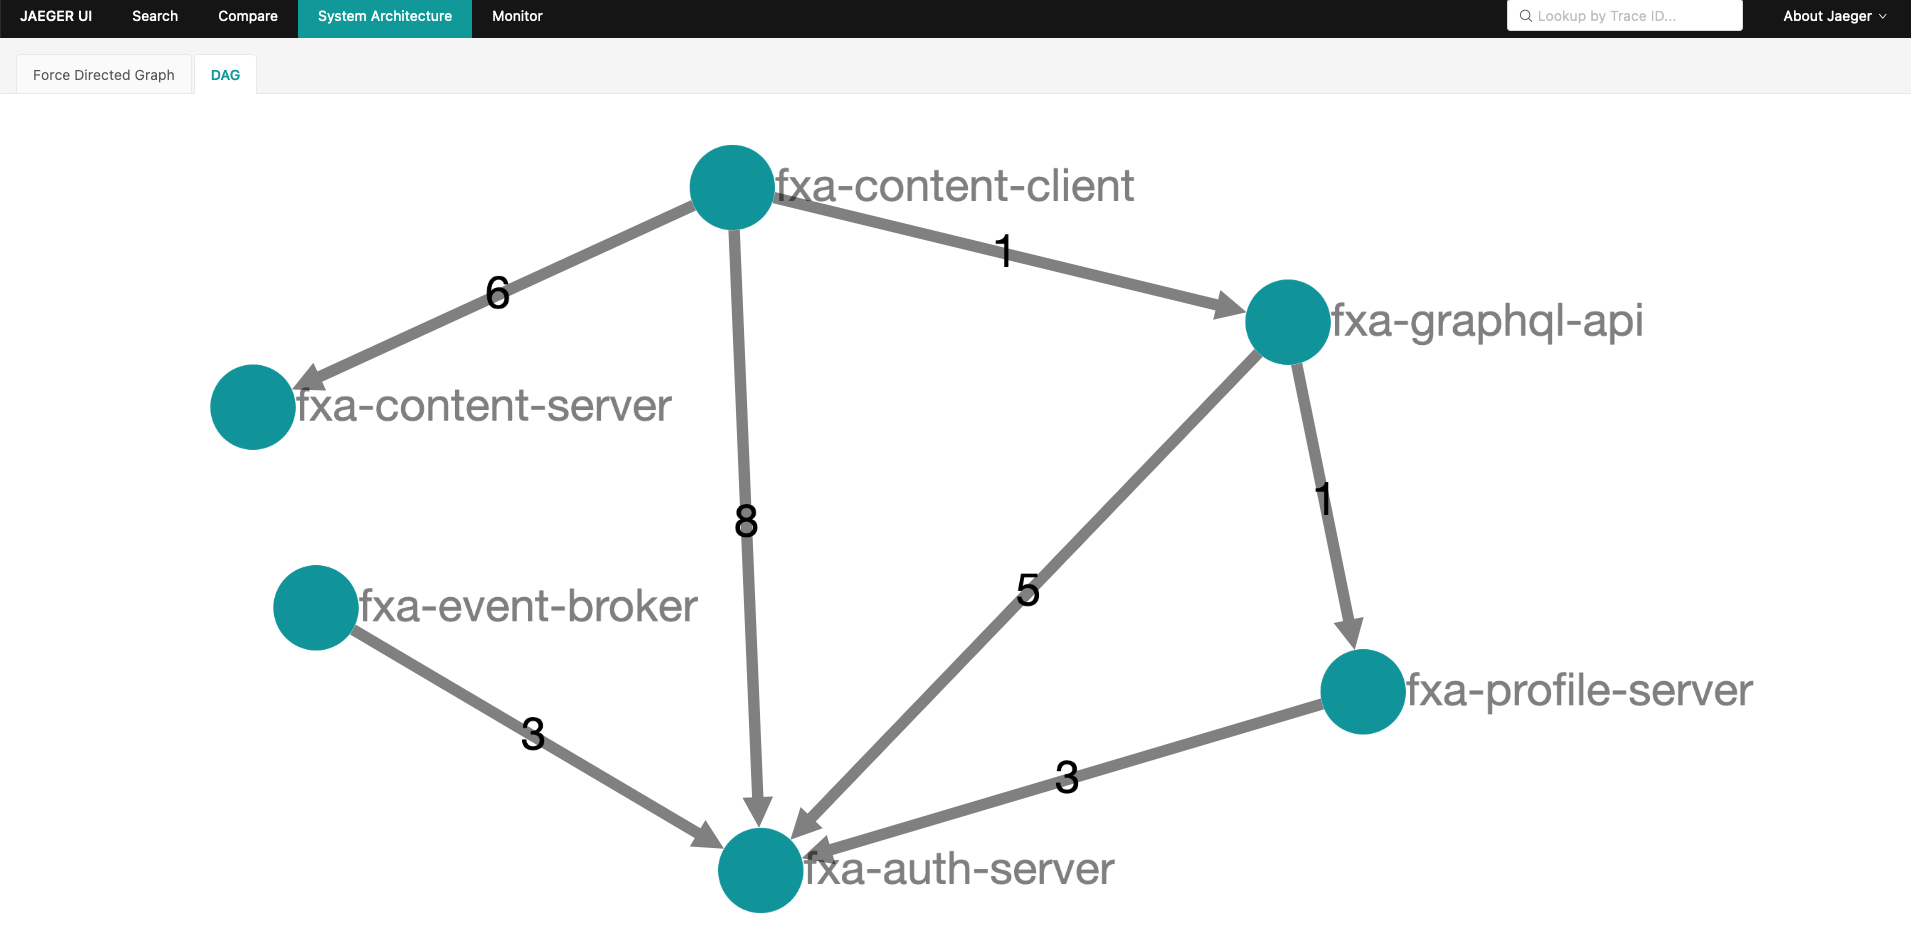 JAEGER UI Search Compare System Architecture Monitor Lookup by Trace ID... About Jaeger
Force Directed Graph DAG
fxa-content-client
1
6
fxa-graphql-api
fxa-content-server
1
8
5
fxa-event-broker
fxa-profile-server
3
3
fxa-auth-server